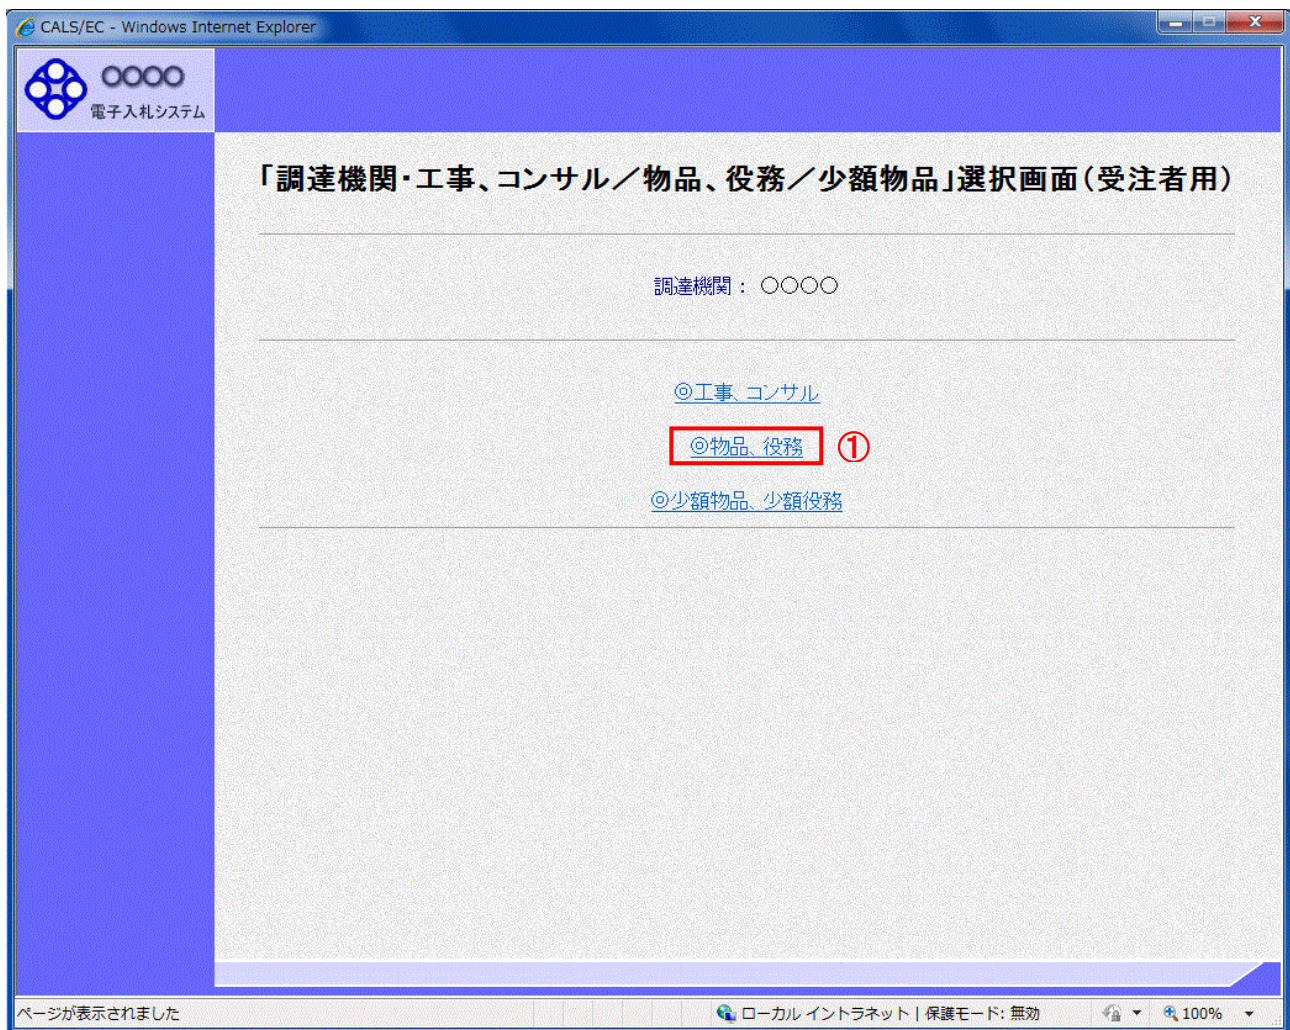 CALS/EC - Windows Internet Explorer
○○○○
電子入札システム
「調達機関・工事、コンサル／物品、役務／少額物品」選択画面（受注者用）
調達機関： ○○○○
◎工事、コンサル
◎物品、役務 ①
◎少額物品、少額役務
ページが表示されました ローカル イントラネット | 保護モード: 無効 100%